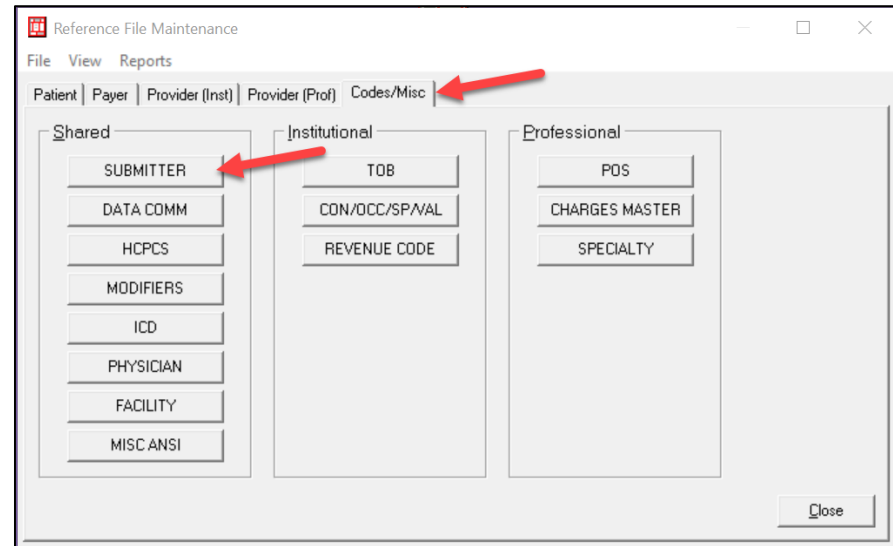 Reference File Maintenance
File View Reports
Patient Payer Provider (Inst) Provider (Prof) Codes/Misc
Shared
SUBMITTER
DATA COMM
HCPCS
MODIFIERS
ICD
PHYSICIAN
FACILITY
MISC ANSI
Institutional
TOB
CON/OCC/SP/VAL
REVENUE CODE
Professional
POS
CHARGES MASTER
SPECIALTY
Close